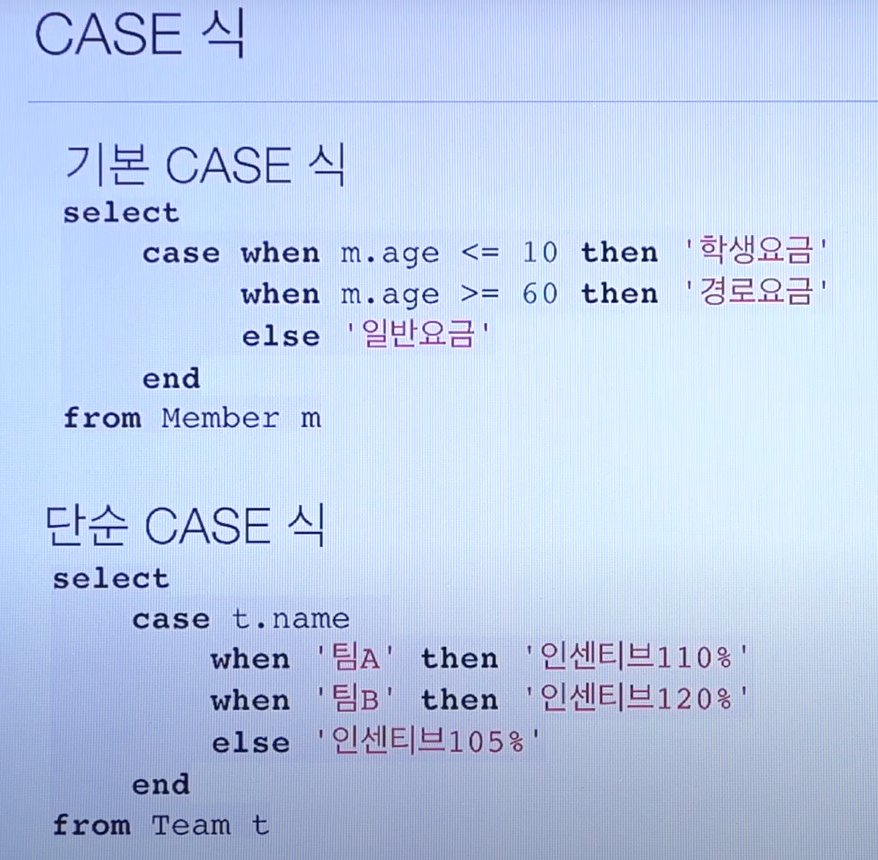 CASE 식
기본 CASE 식
select
case when m.age <= 10 then '학생요금'
when m.age >= 60 then '경로요금'
else '일반요금'
end
from Member m
단순 CASE 식
select
case t.name
when '팀A' then '인센티브110%'
when '팀B' then '인센티브120%'
else '인센티브105%'
end
from Team t